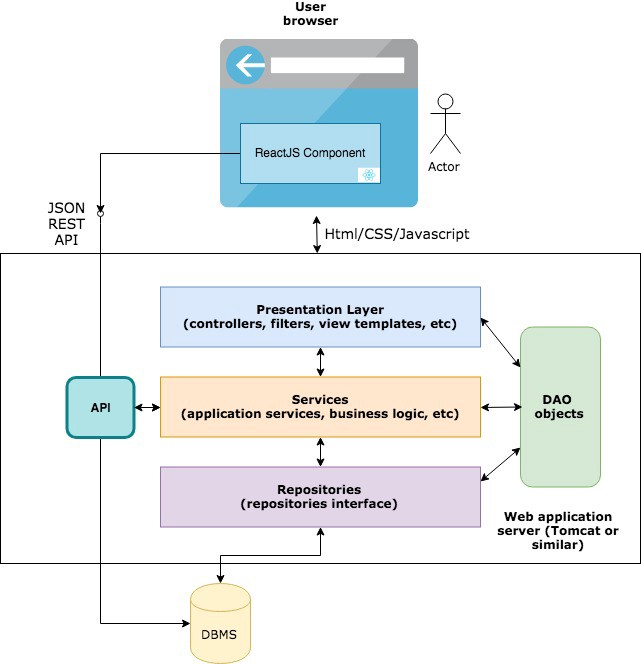 User
browser
ReactJS Component
Actor
JSON
REST
API
Html/CSS/Javascript
Presentation Layer
(controllers, filters, view templates, etc)
API
Services
(application services, business logic, etc)
DAO
objects
Repositories
(repositories interface)
Web application
server (Tomcat or
similar)
DBMS